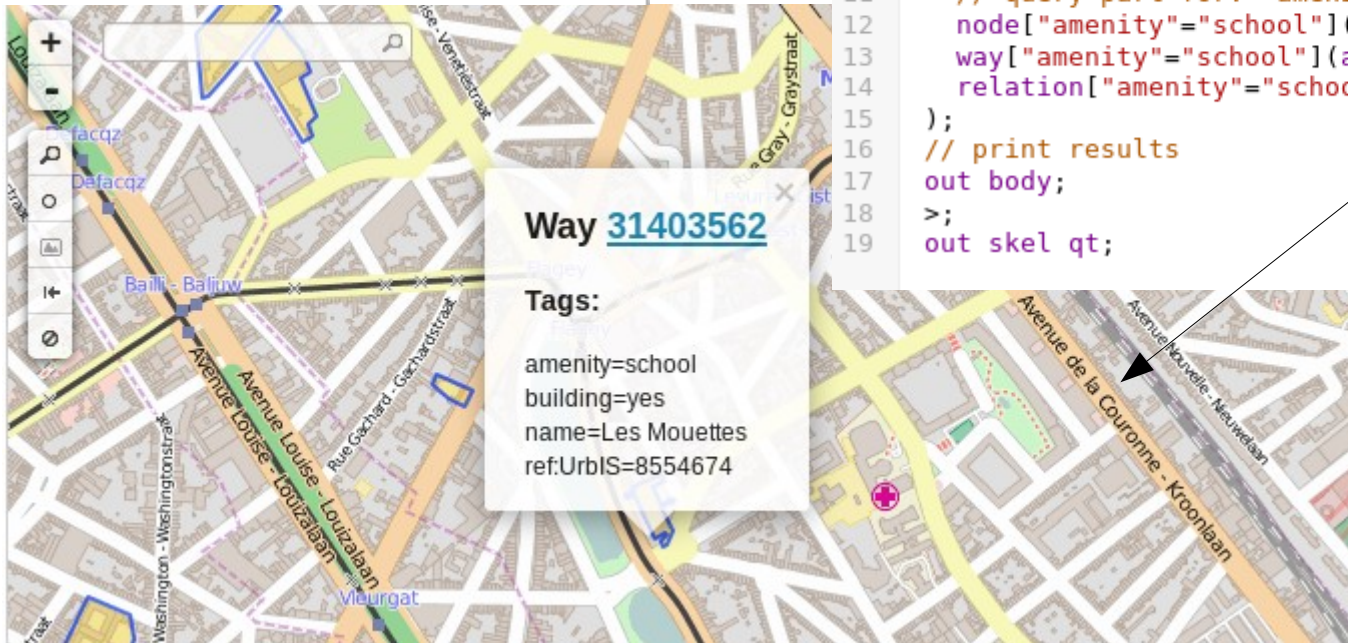 12 node["amenity"="school"](
13 way["amenity"="school"](a
14 relation["amenity"="schoo
15 );
16 // print results
17 out body;
18 >;
19 out skel qt;
+
-
Defacqz
Defacqz
Bailli - Baljuw
Avenue Louise - Louizalaan
Avenue Louise - Louizalaan
Rue Gachard - Gachardstraat
Washington - Washingtonstraat
Vleurgat
Rue Gray - Graystraat
Way 31403562
×
Tags:
amenity=school
building=yes
name=Les Mouettes
ref:UrbIS=8554674
Flagey
Avenue de la Couronne - Kroonlaan
Avenue Nouvelle - Nieuwelaan